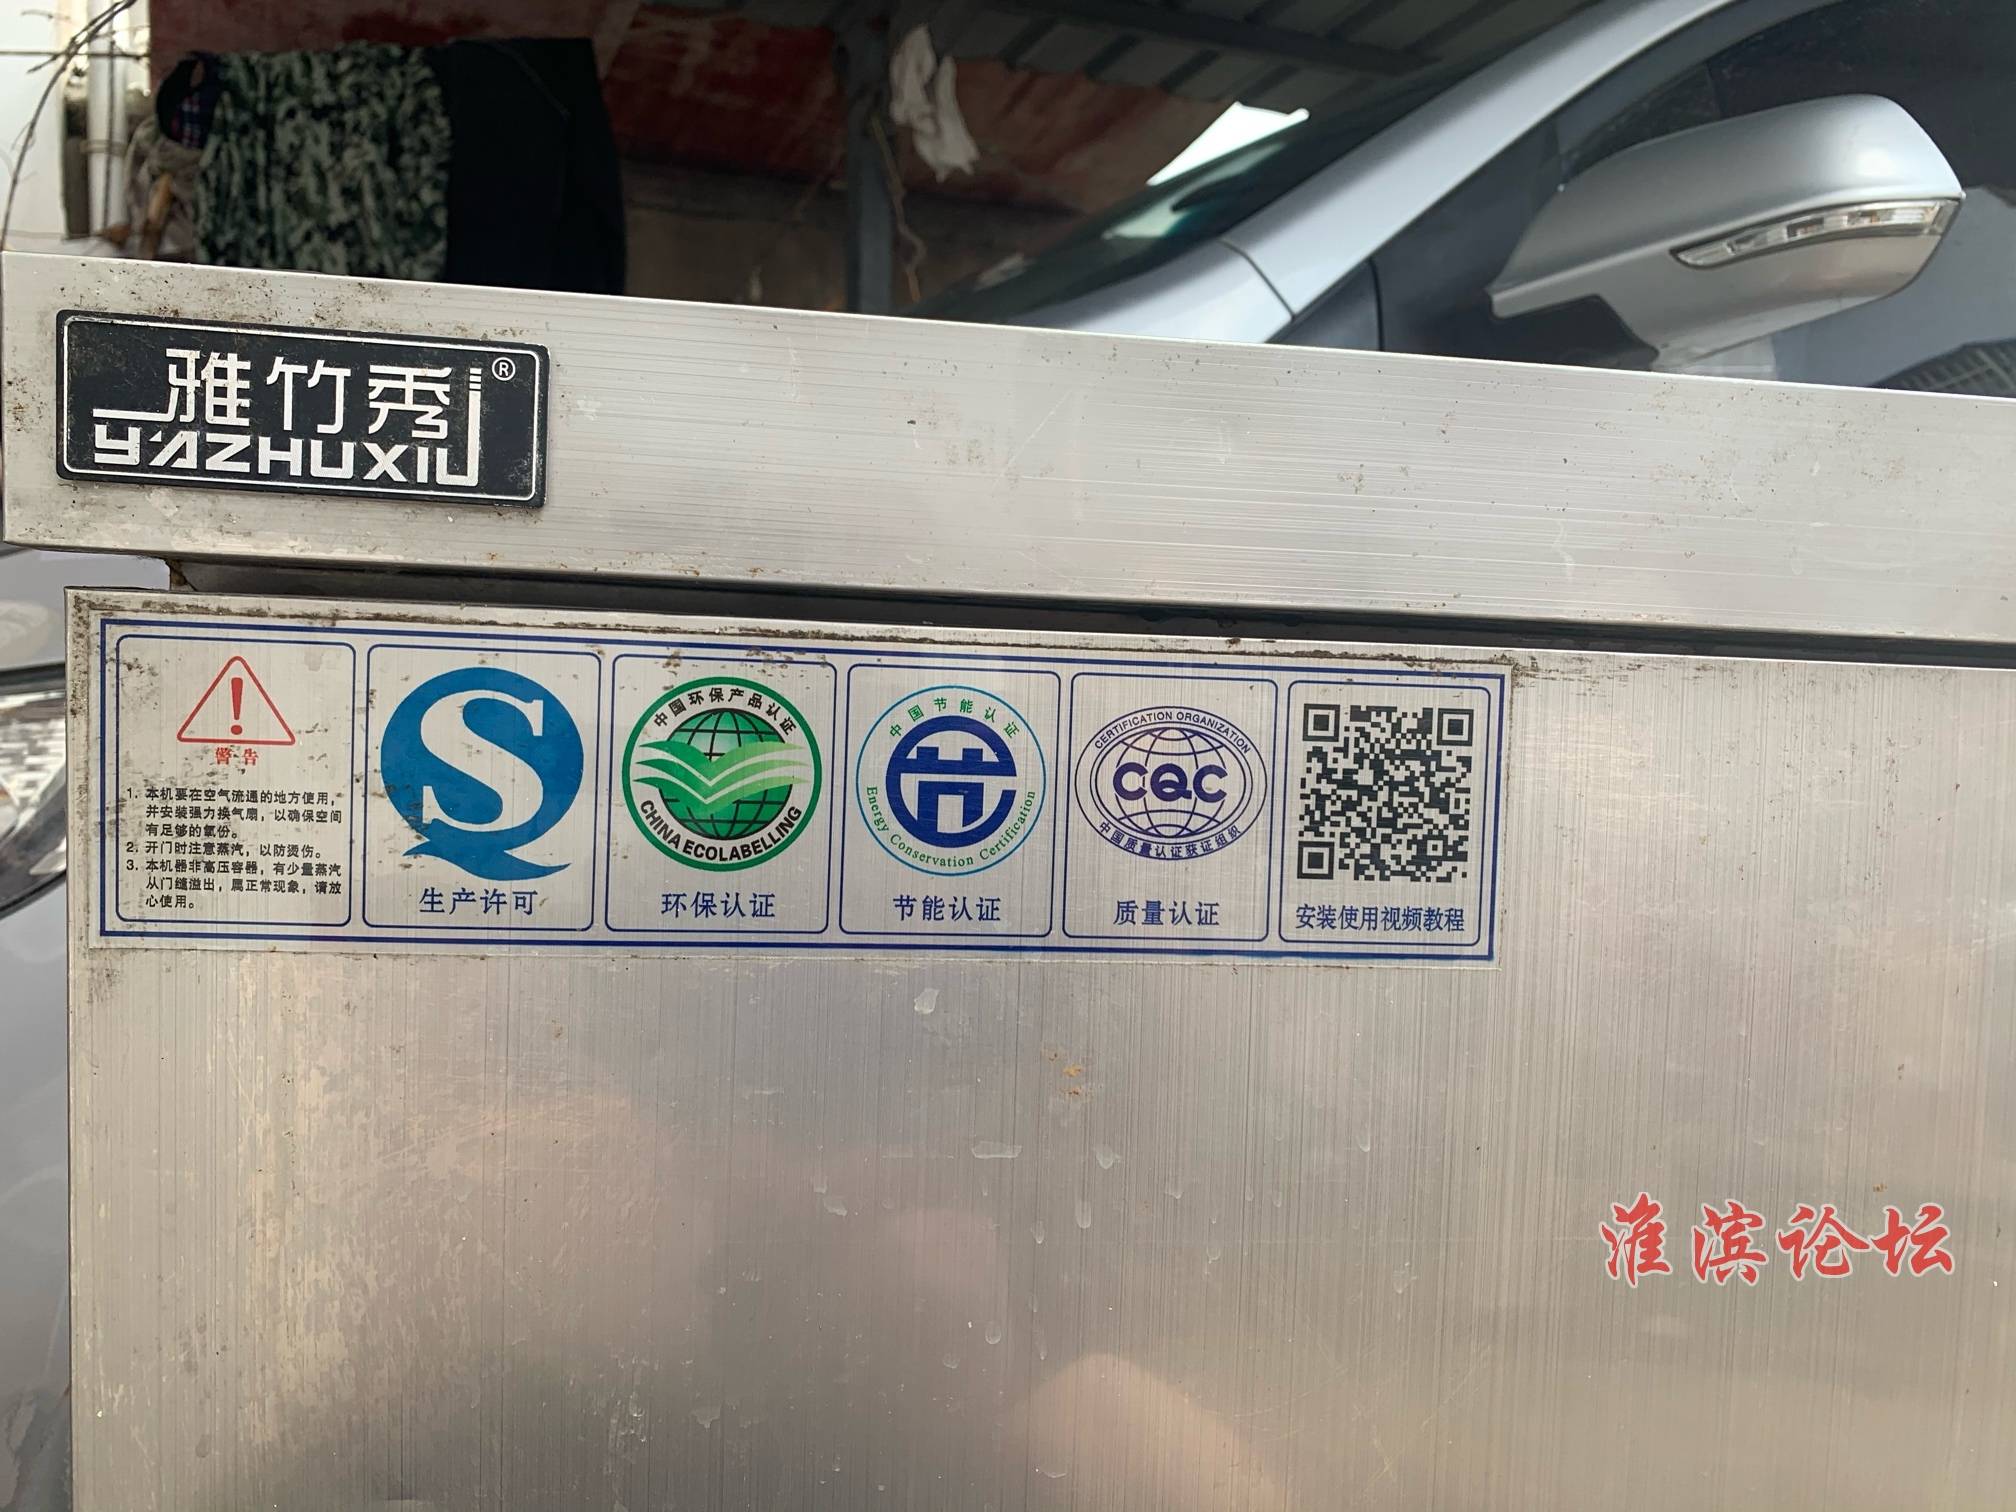 雅竹秀®
YAZHUXIU
警告
1. 本机要在空气流通的地方使用，
并安装强力换气扇，以确保空间
有足够的氧份。
2. 开门时注意蒸汽，以防烫伤。
3. 本机器非高压容器，有少量蒸汽
从门缝溢出，属正常现象，请放
心使用。
S
生产许可
中国环保产品认证
CHINA ECOLABELLING
环保认证
中国节能认证
节
Energy Conservation Certification
节能认证
CERTIFICATION ORGANIZATION
CQC
中国质量认证获证组织
质量认证
安装使用视频教程
淮滨论坛